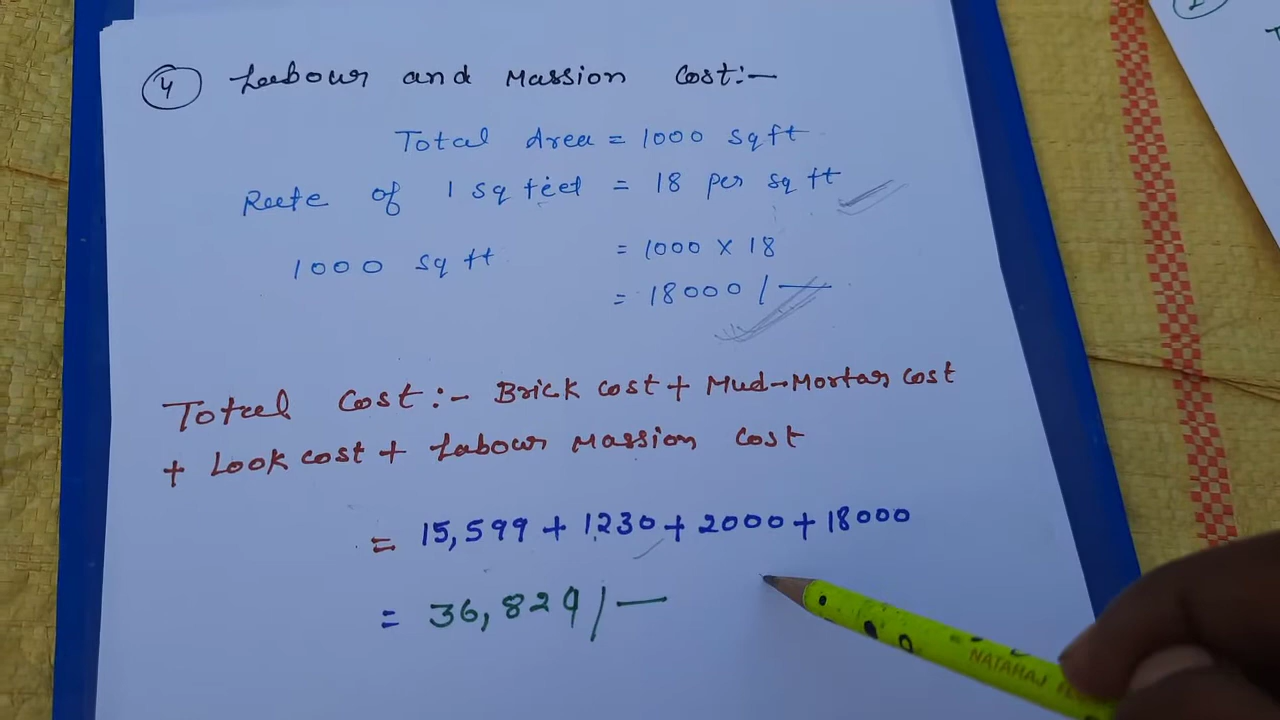 4 Labour and Massion Cost:-
Total Area = 1000 sqft
Rate of 1 sq feet = 18 per sq ft
1000 sq ft = 1000 × 18
= 18000/-
Total Cost:- Brick cost + Mud-Mortar cost
+ Look cost + Labour Massion Cost
= 15,599 + 1230 + 2000 + 18000
= 36,829/-
NATARAJ